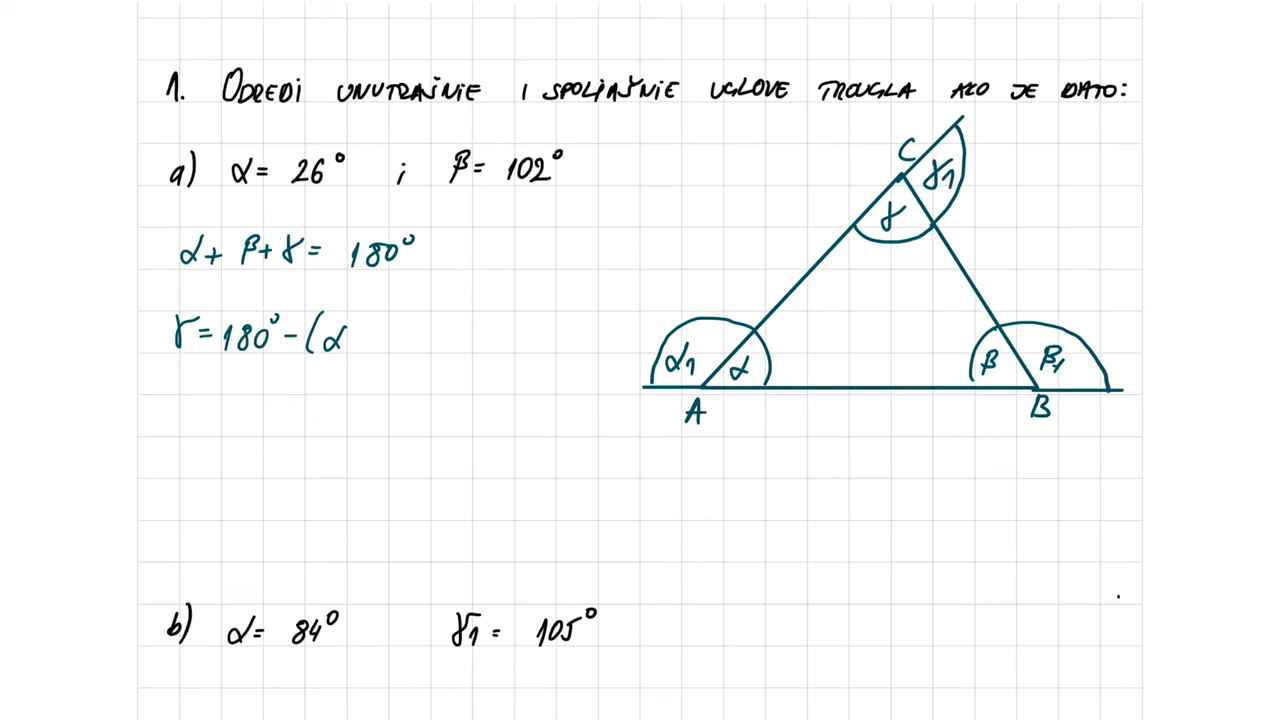 1. ODREDI UNUTRAŠNJE I SPOLJAŠNJE UGLOVE TROUGLA AKO JE DATO:
a) α = 26° i β = 102°
α + β + γ = 180°
γ = 180° - (α
C
γ γ1
α1 α β β1
A B
b) α = 84° γ1 = 105°